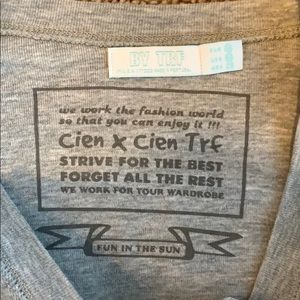 BY TRF
we work the fashion world
so that you can enjoy it !!!
Cien X Cien Trf
STRIVE FOR THE BEST
FORGET ALL THE REST
WE WORK FOR YOUR WARDROBE
FUN IN THE SUN